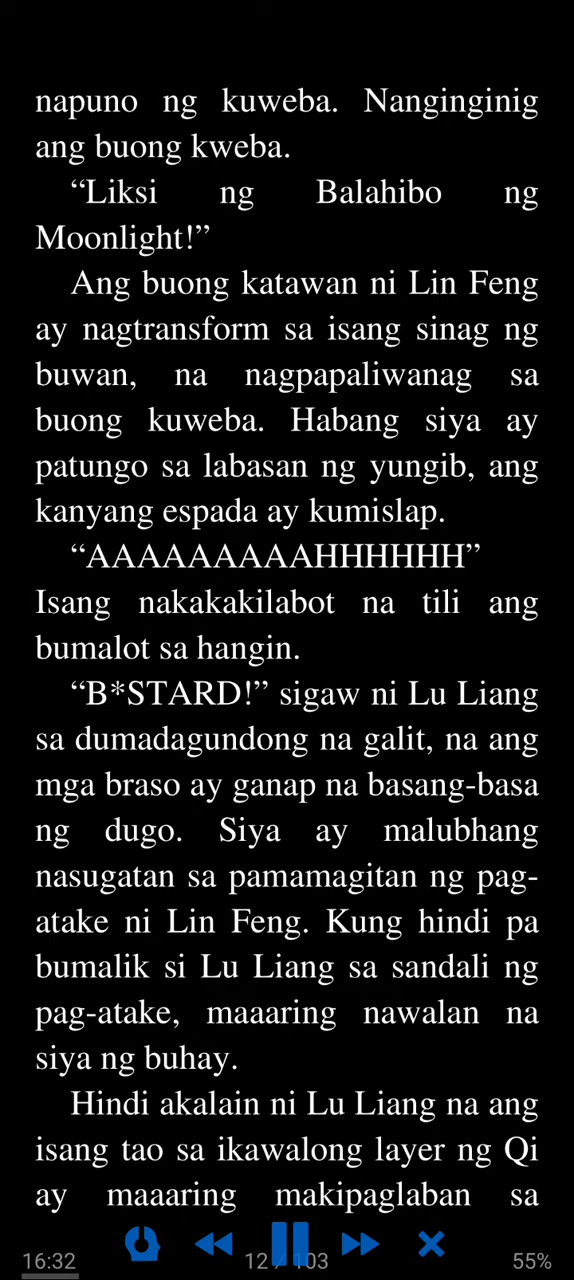 napuno ng kuweba. Nanginginig
ang buong kweba.
“Liksi ng Balahibo ng
Moonlight!”
Ang buong katawan ni Lin Feng
ay nagtransform sa isang sinag ng
buwan, na nagpapaliwanag sa
buong kuweba. Habang siya ay
patungo sa labasan ng yungib, ang
kanyang espada ay kumislap.
“AAAAAAAAAHHHHHH”
Isang nakakakilabot na tili ang
bumalot sa hangin.
“B*STARD!” sigaw ni Lu Liang
sa dumadagundong na galit, na ang
mga braso ay ganap na basang-basa
ng dugo. Siya ay malubhang
nasugatan sa pamamagitan ng pag-
atake ni Lin Feng. Kung hindi pa
bumalik si Lu Liang sa sandali ng
pag-atake, maaaring nawalan na
siya ng buhay.
Hindi akalain ni Lu Liang na ang
isang tao sa ikawalong layer ng Qi
ay maaaring makipaglaban sa
16:32 12 / 103 55%